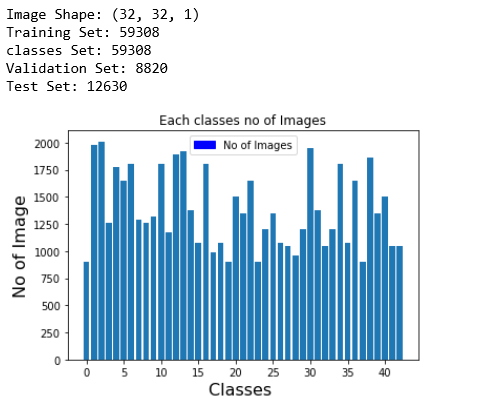 Image Shape: (32, 32, 1)
Training Set: 59308
classes Set: 59308
Validation Set: 8820
Test Set: 12630
Each classes no of Images
No of Images
No of Image
2000
1750
1500
1250
1000
750
500
250
0
0 5 10 15 20 25 30 35 40
Classes